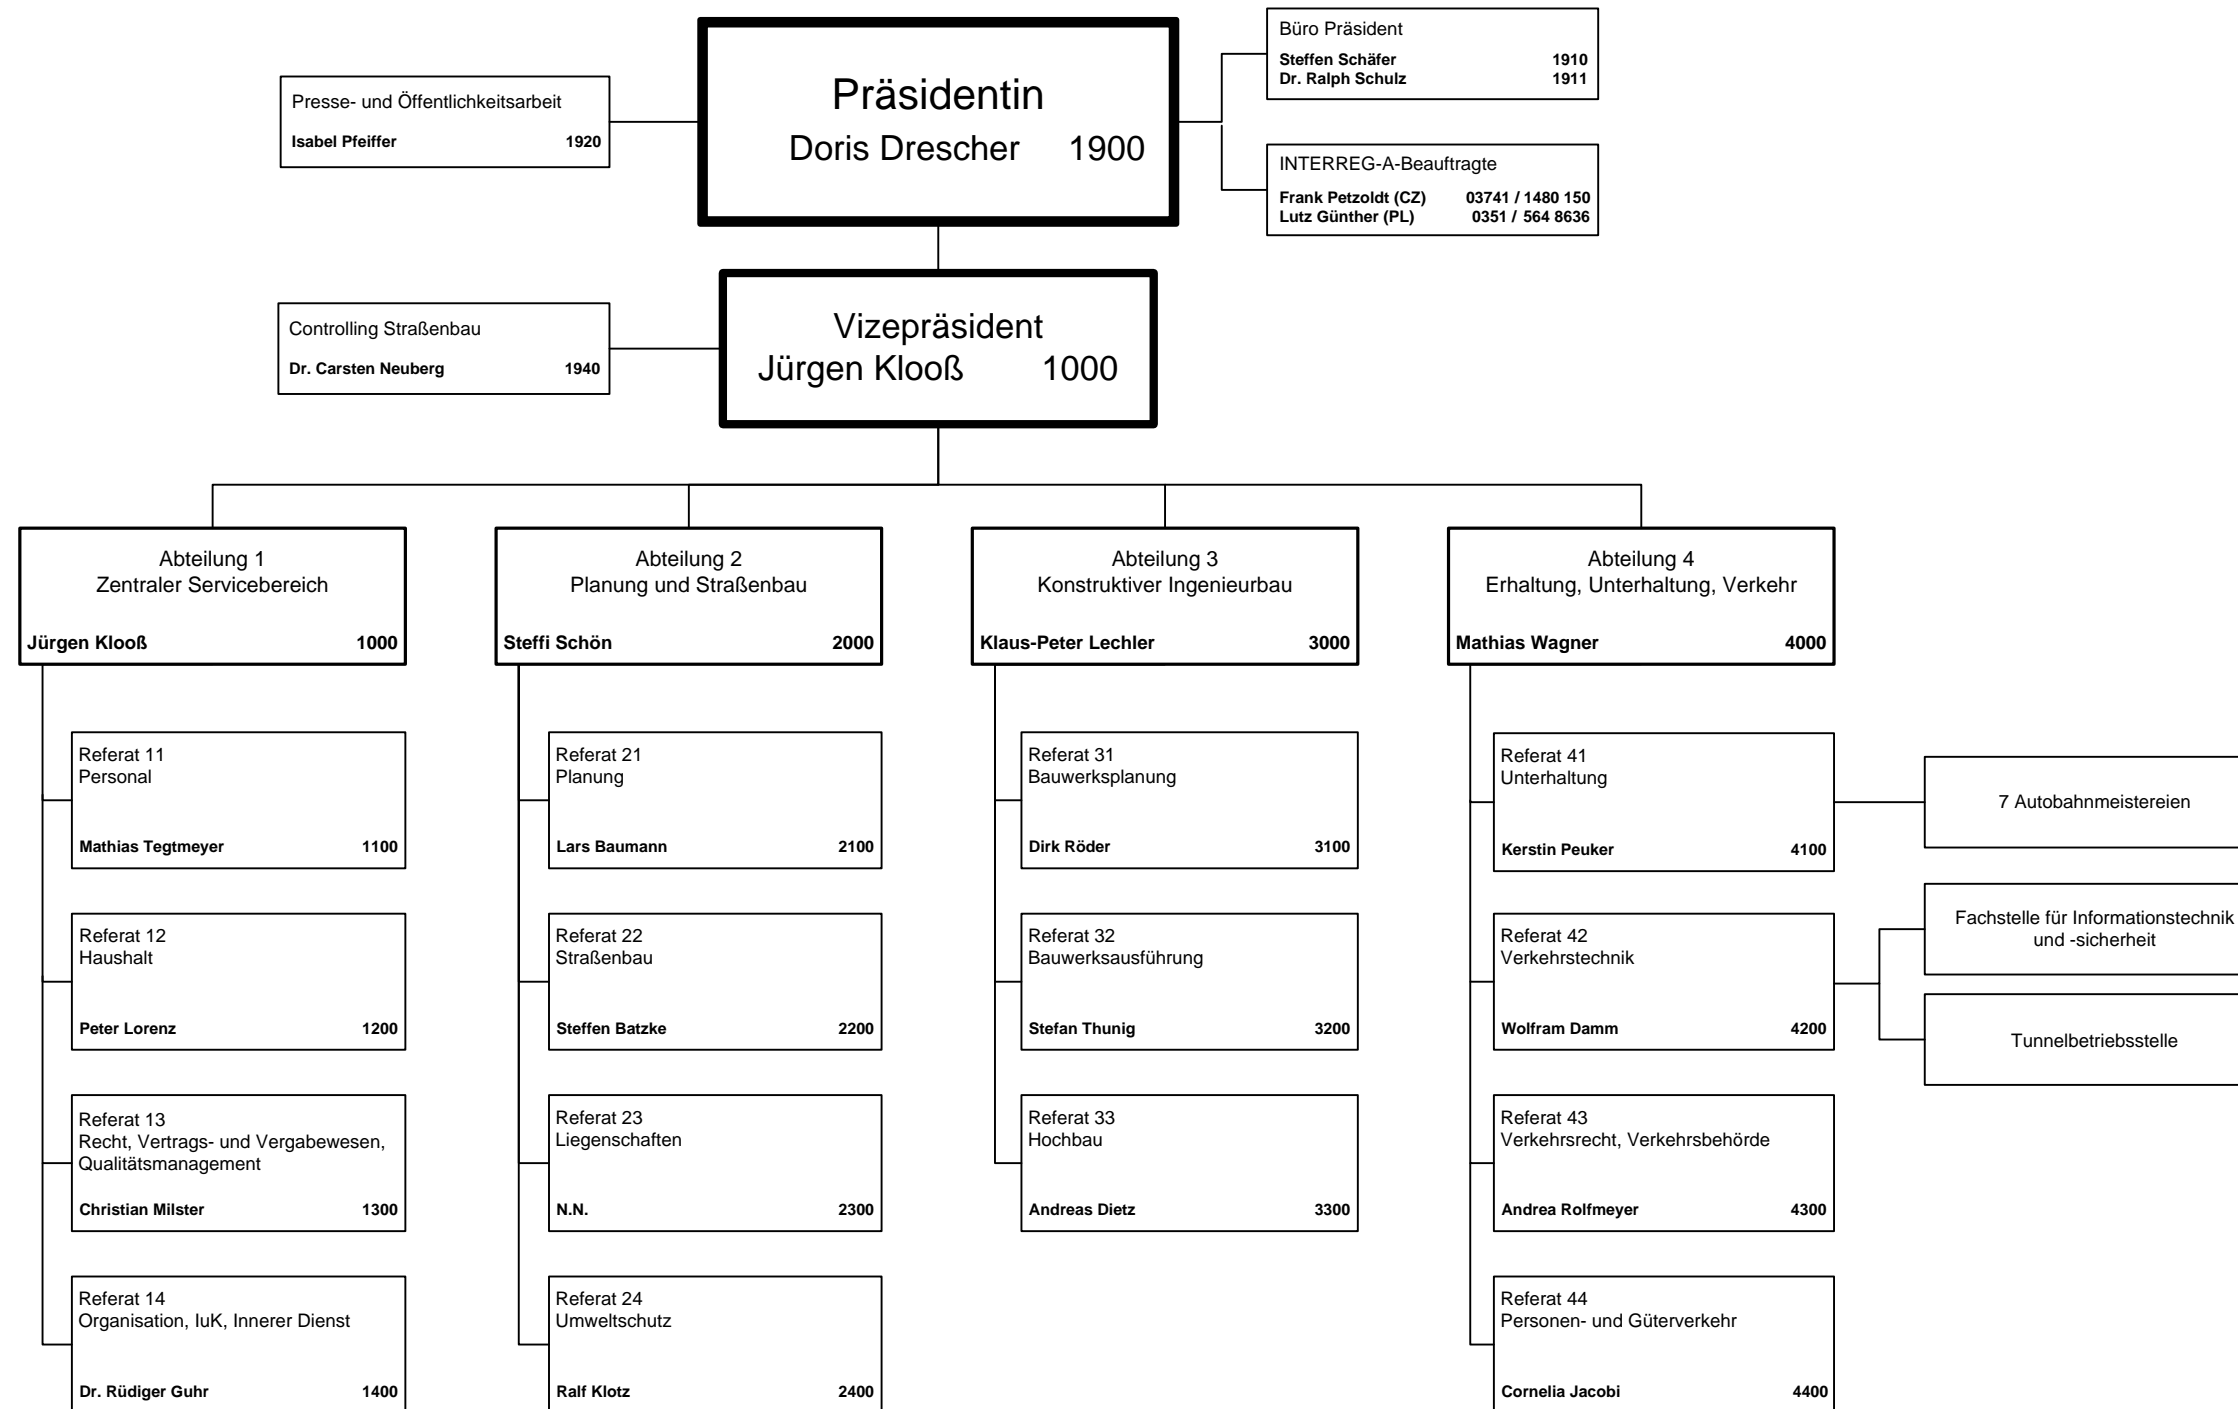 Büro Präsident
Steffen Schäfer 1910
Dr. Ralph Schulz 1911
Presse- und Öffentlichkeitsarbeit
Isabel Pfeiffer 1920
Präsidentin
Doris Drescher 1900
INTERREG-A-Beauftragte
Frank Petzoldt (CZ) 03741 / 1480 150
Lutz Günther (PL) 0351 / 564 8636
Controlling Straßenbau
Dr. Carsten Neuberg 1940
Vizepräsident
Jürgen Klooß 1000
Abteilung 1
Zentraler Servicebereich
Jürgen Klooß 1000
Referat 11
Personal
Mathias Tegtmeyer 1100
Referat 12
Haushalt
Peter Lorenz 1200
Referat 13
Recht, Vertrags- und Vergabewesen,
Qualitätsmanagement
Christian Milster 1300
Referat 14
Organisation, IuK, Innerer Dienst
Dr. Rüdiger Guhr 1400
Abteilung 2
Planung und Straßenbau
Steffi Schön 2000
Referat 21
Planung
Lars Baumann 2100
Referat 22
Straßenbau
Steffen Batzke 2200
Referat 23
Liegenschaften
N.N. 2300
Referat 24
Umweltschutz
Ralf Klotz 2400
Abteilung 3
Konstruktiver Ingenieurbau
Klaus-Peter Lechler 3000
Referat 31
Bauwerksplanung
Dirk Röder 3100
Referat 32
Bauwerksausführung
Stefan Thunig 3200
Referat 33
Hochbau
Andreas Dietz 3300
Abteilung 4
Erhaltung, Unterhaltung, Verkehr
Mathias Wagner 4000
Referat 41
Unterhaltung
Kerstin Peuker 4100
7 Autobahnmeistereien
Referat 42
Verkehrstechnik
Wolfram Damm 4200
Fachstelle für Informationstechnik
und -sicherheit
Tunnelbetriebsstelle
Referat 43
Verkehrsrecht, Verkehrsbehörde
Andrea Rolfmeyer 4300
Referat 44
Personen- und Güterverkehr
Cornelia Jacobi 4400